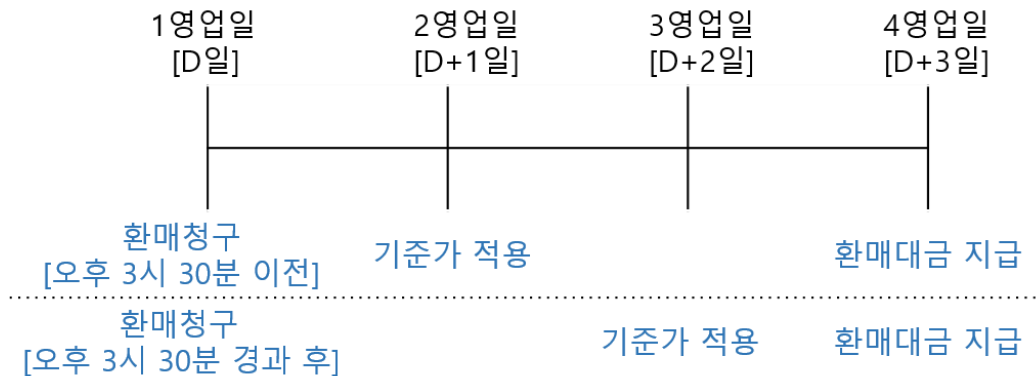 1영업일 2영업일 3영업일 4영업일
[D일] [D+1일] [D+2일] [D+3일]
환매청구
[오후 3시 30분 이전]
기준가 적용
환매대금 지급
환매청구
[오후 3시 30분 경과 후]
기준가 적용
환매대금 지급